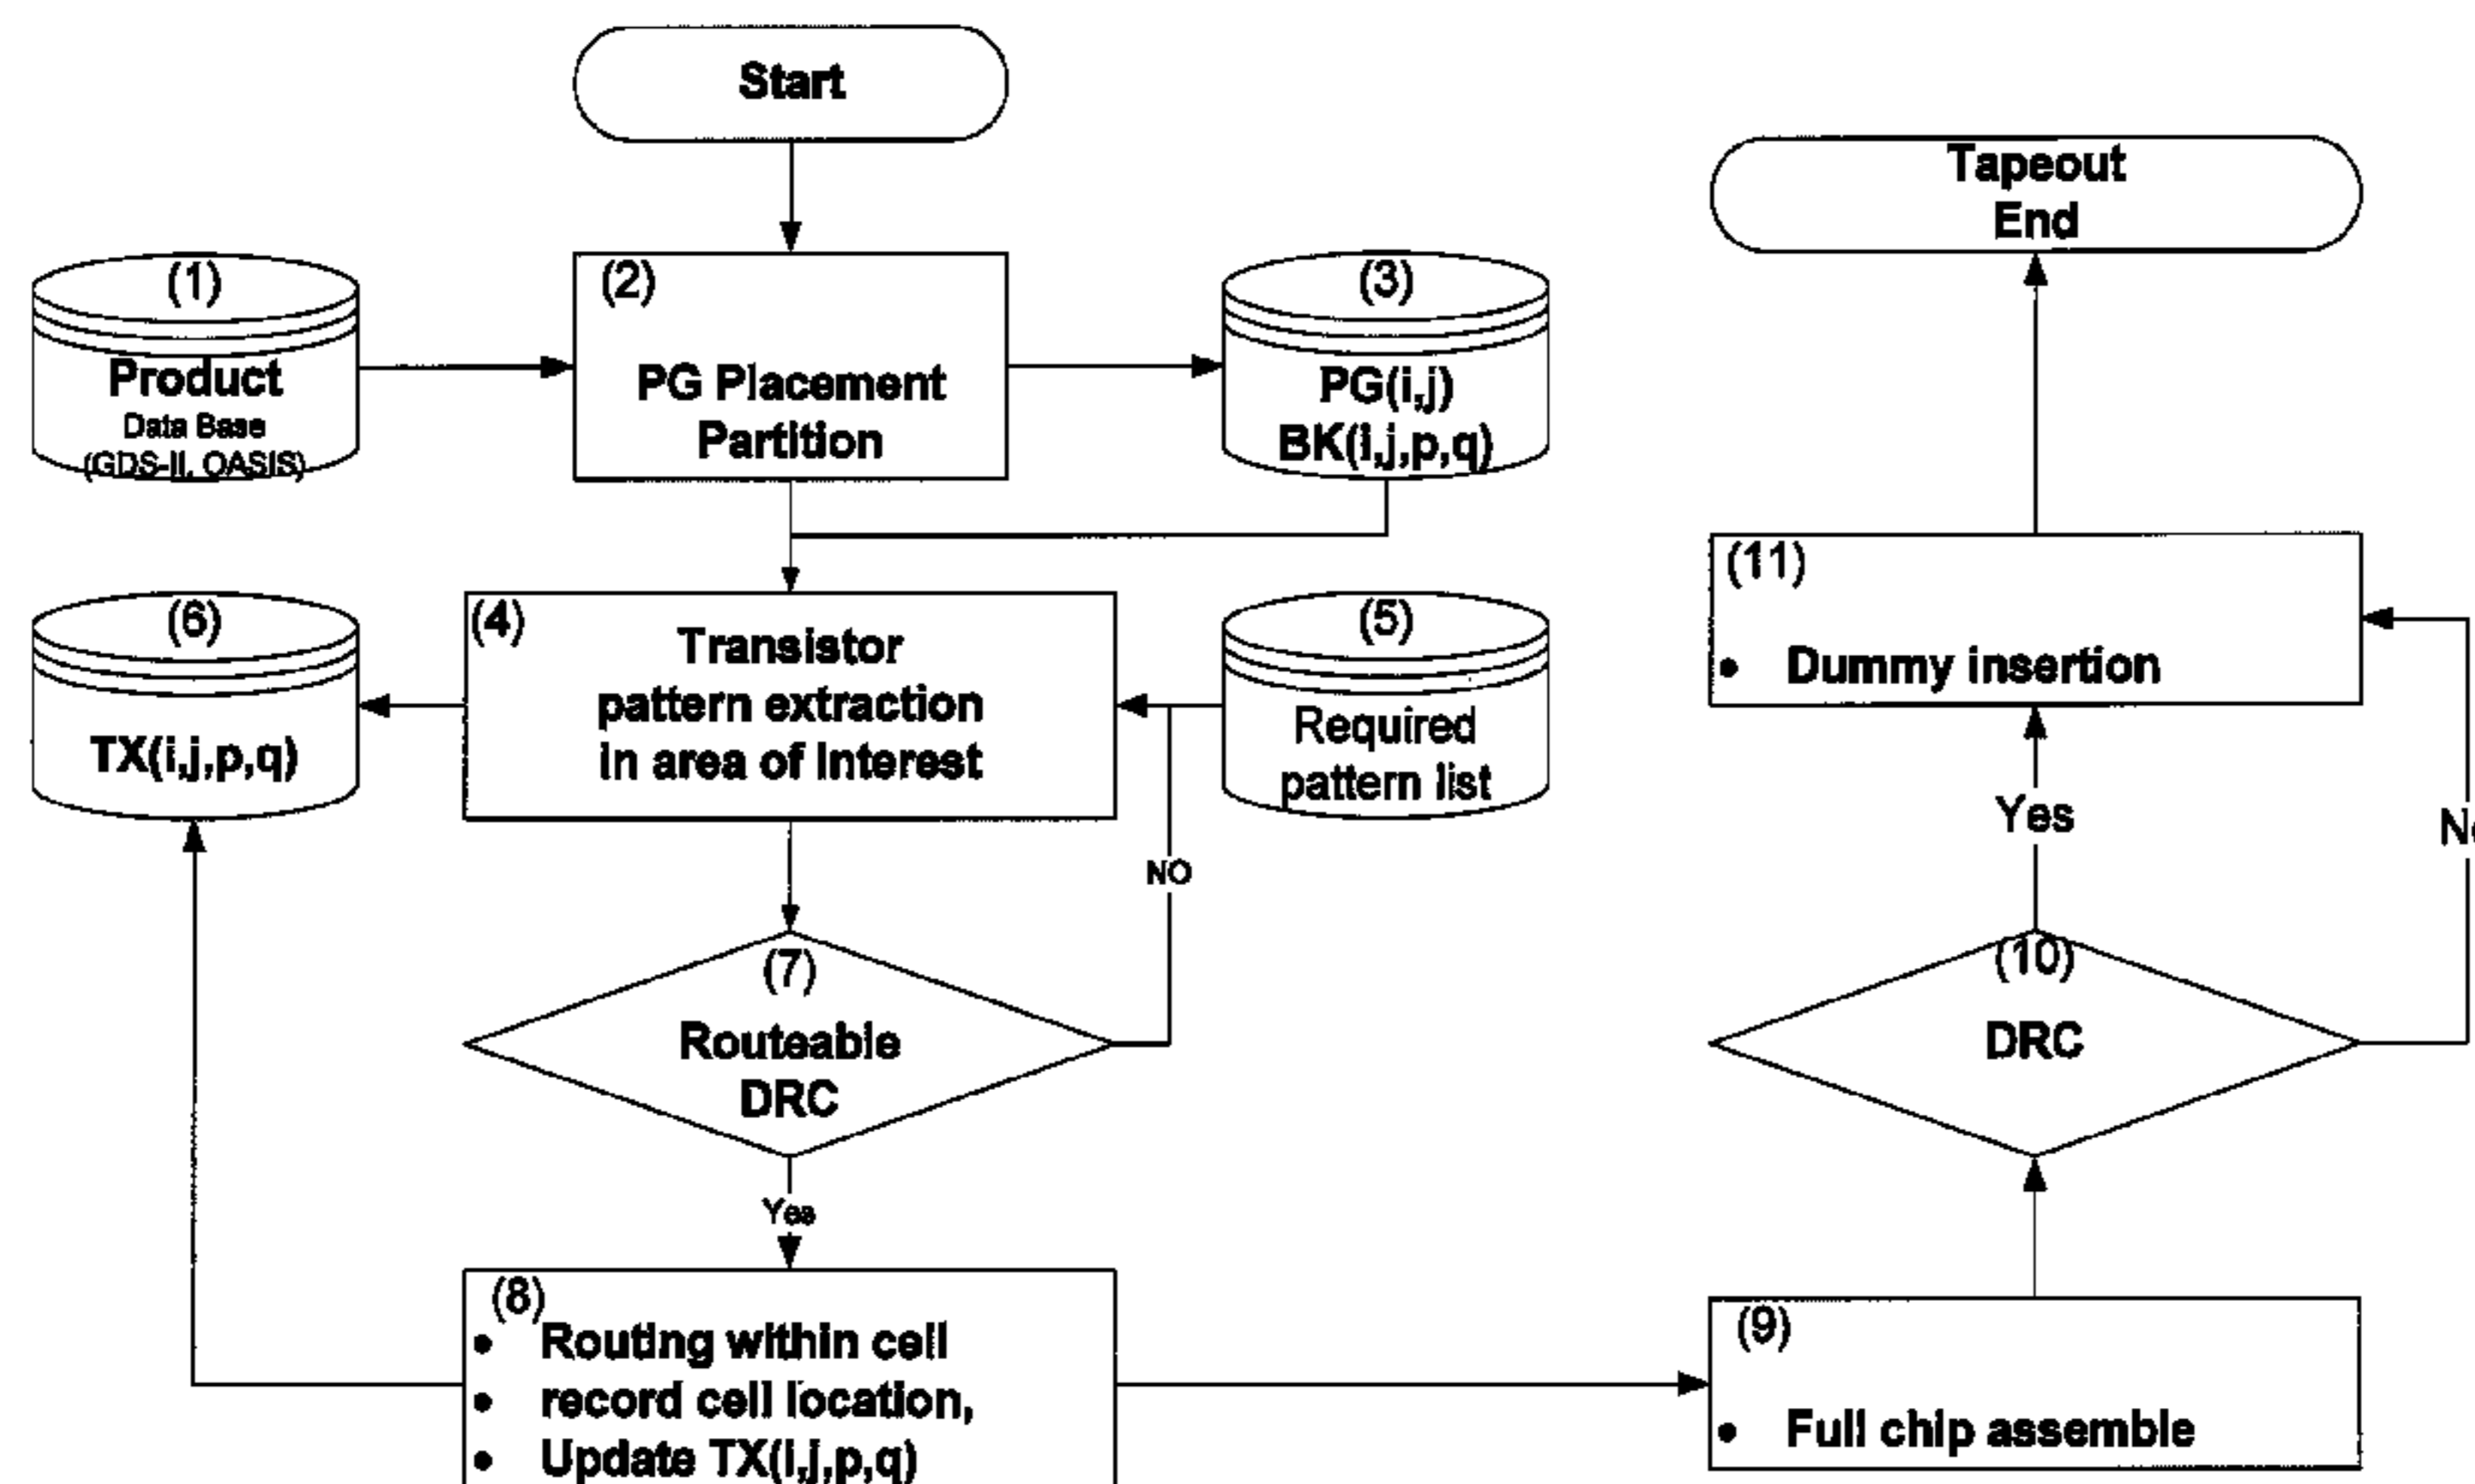 Start
Tapeout
End
(1)
Product
Data Base
(GDS-II, OASIS)
(2)
PG Placement
Partition
(3)
PG(i,j)
BK(i,j,p,q)
(11)
• Dummy insertion
(6)
TX(i,j,p,q)
(4)
Transistor
pattern extraction
in area of interest
(5)
Required
pattern list
Yes
NO
(7)
Routeable
DRC
(10)
DRC
Yes
(8)
• Routing within cell
• record cell location,
• Update TX(i,j,p,q)
(9)
• Full chip assemble